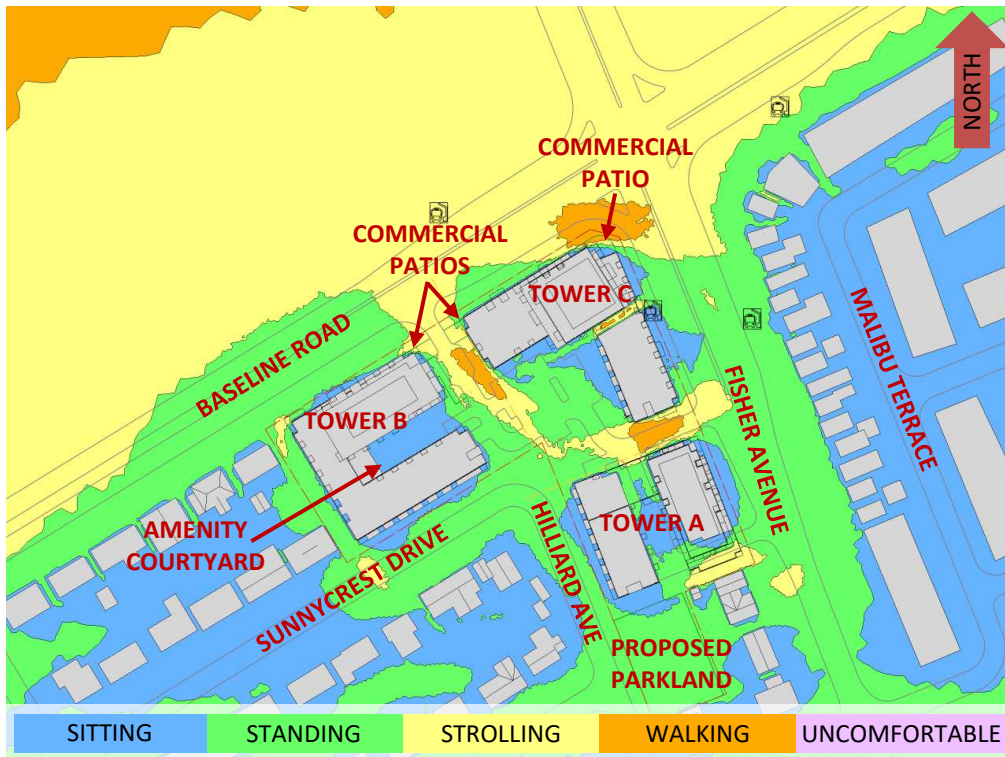 NORTH
COMMERCIAL
PATIO
COMMERCIAL
PATIOS
TOWER C
BASELINE ROAD
MALIBU TERRACE
FISHER AVENUE
TOWER B
AMENITY
COURTYARD
TOWER A
HILLIARD AVE
SUNNYCREST DRIVE
PROPOSED
PARKLAND
SITTING
STANDING
STROLLING
WALKING
UNCOMFORTABLE